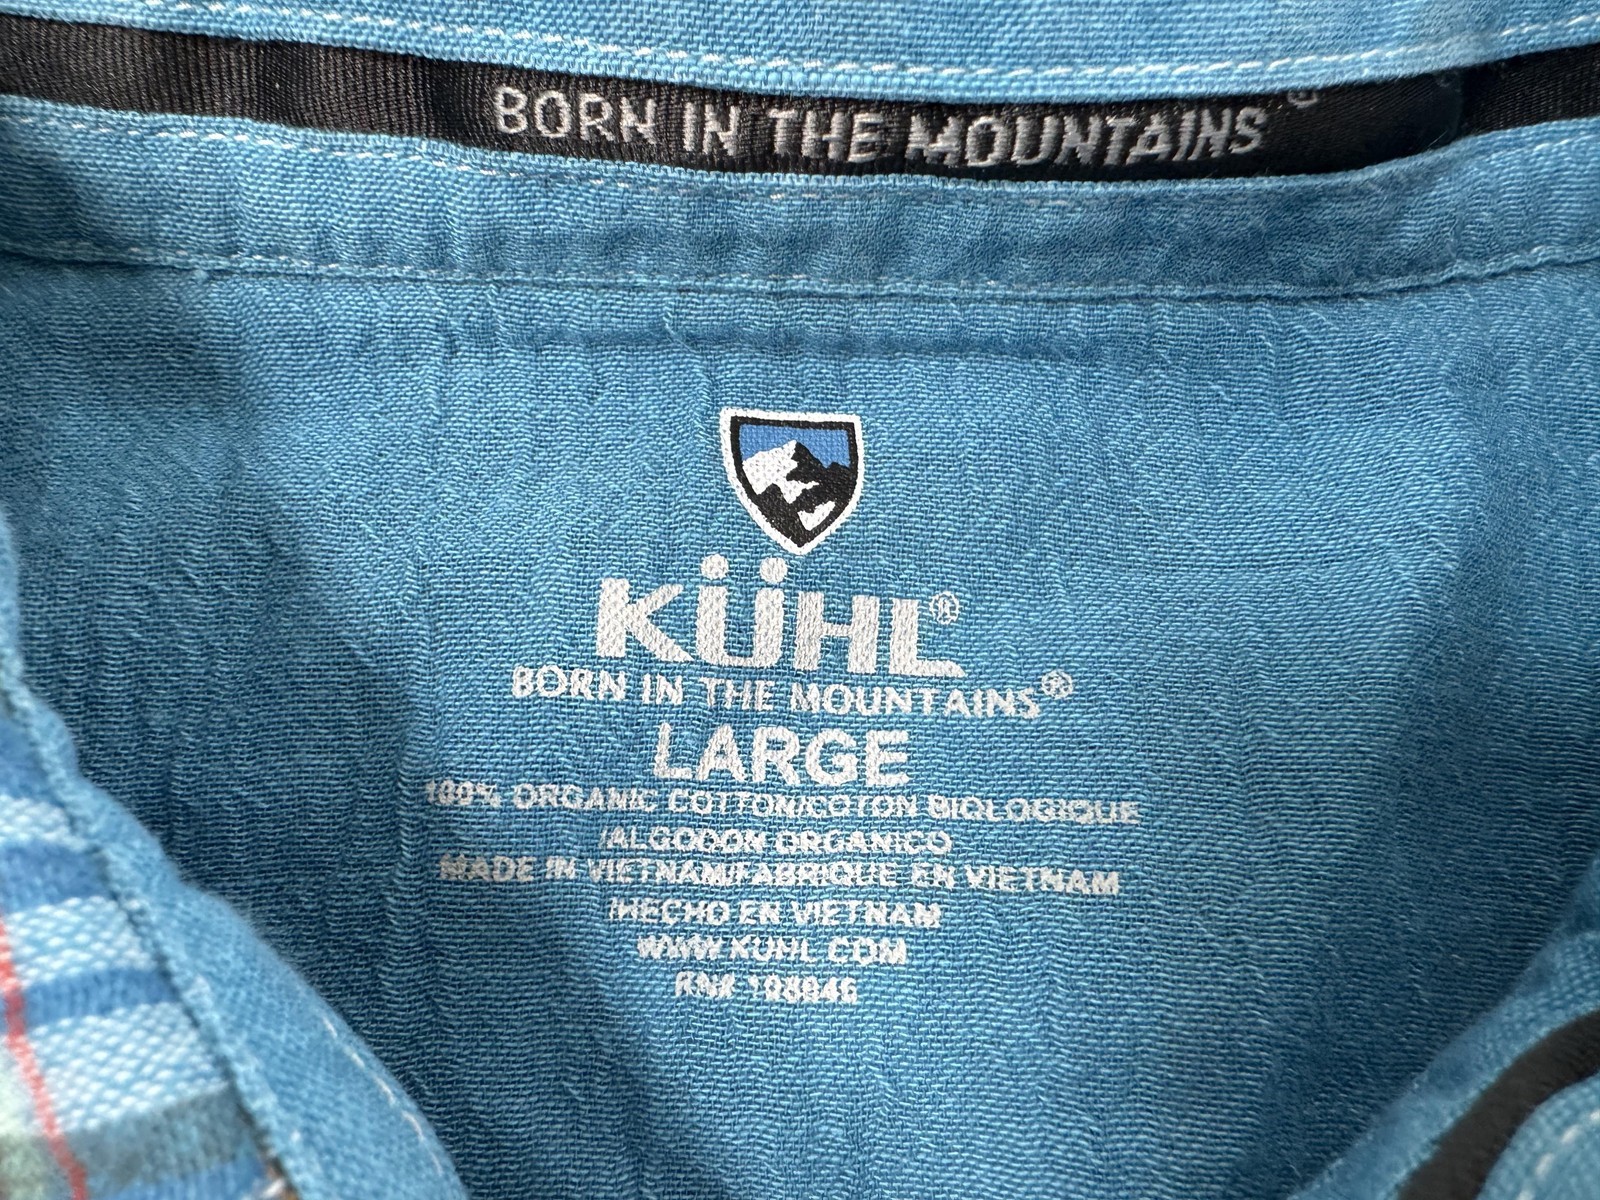 BORN IN THE MOUNTAINS
KÜHL®
BORN IN THE MOUNTAINS®
LARGE
100% ORGANIC COTTON/COTON BIOLOGIQUE
/ALGODON ORGANICO
MADE IN VIETNAM/FABRIQUE EN VIETNAM
/HECHO EN VIETNAM
WWW.KUHL.COM
RN#